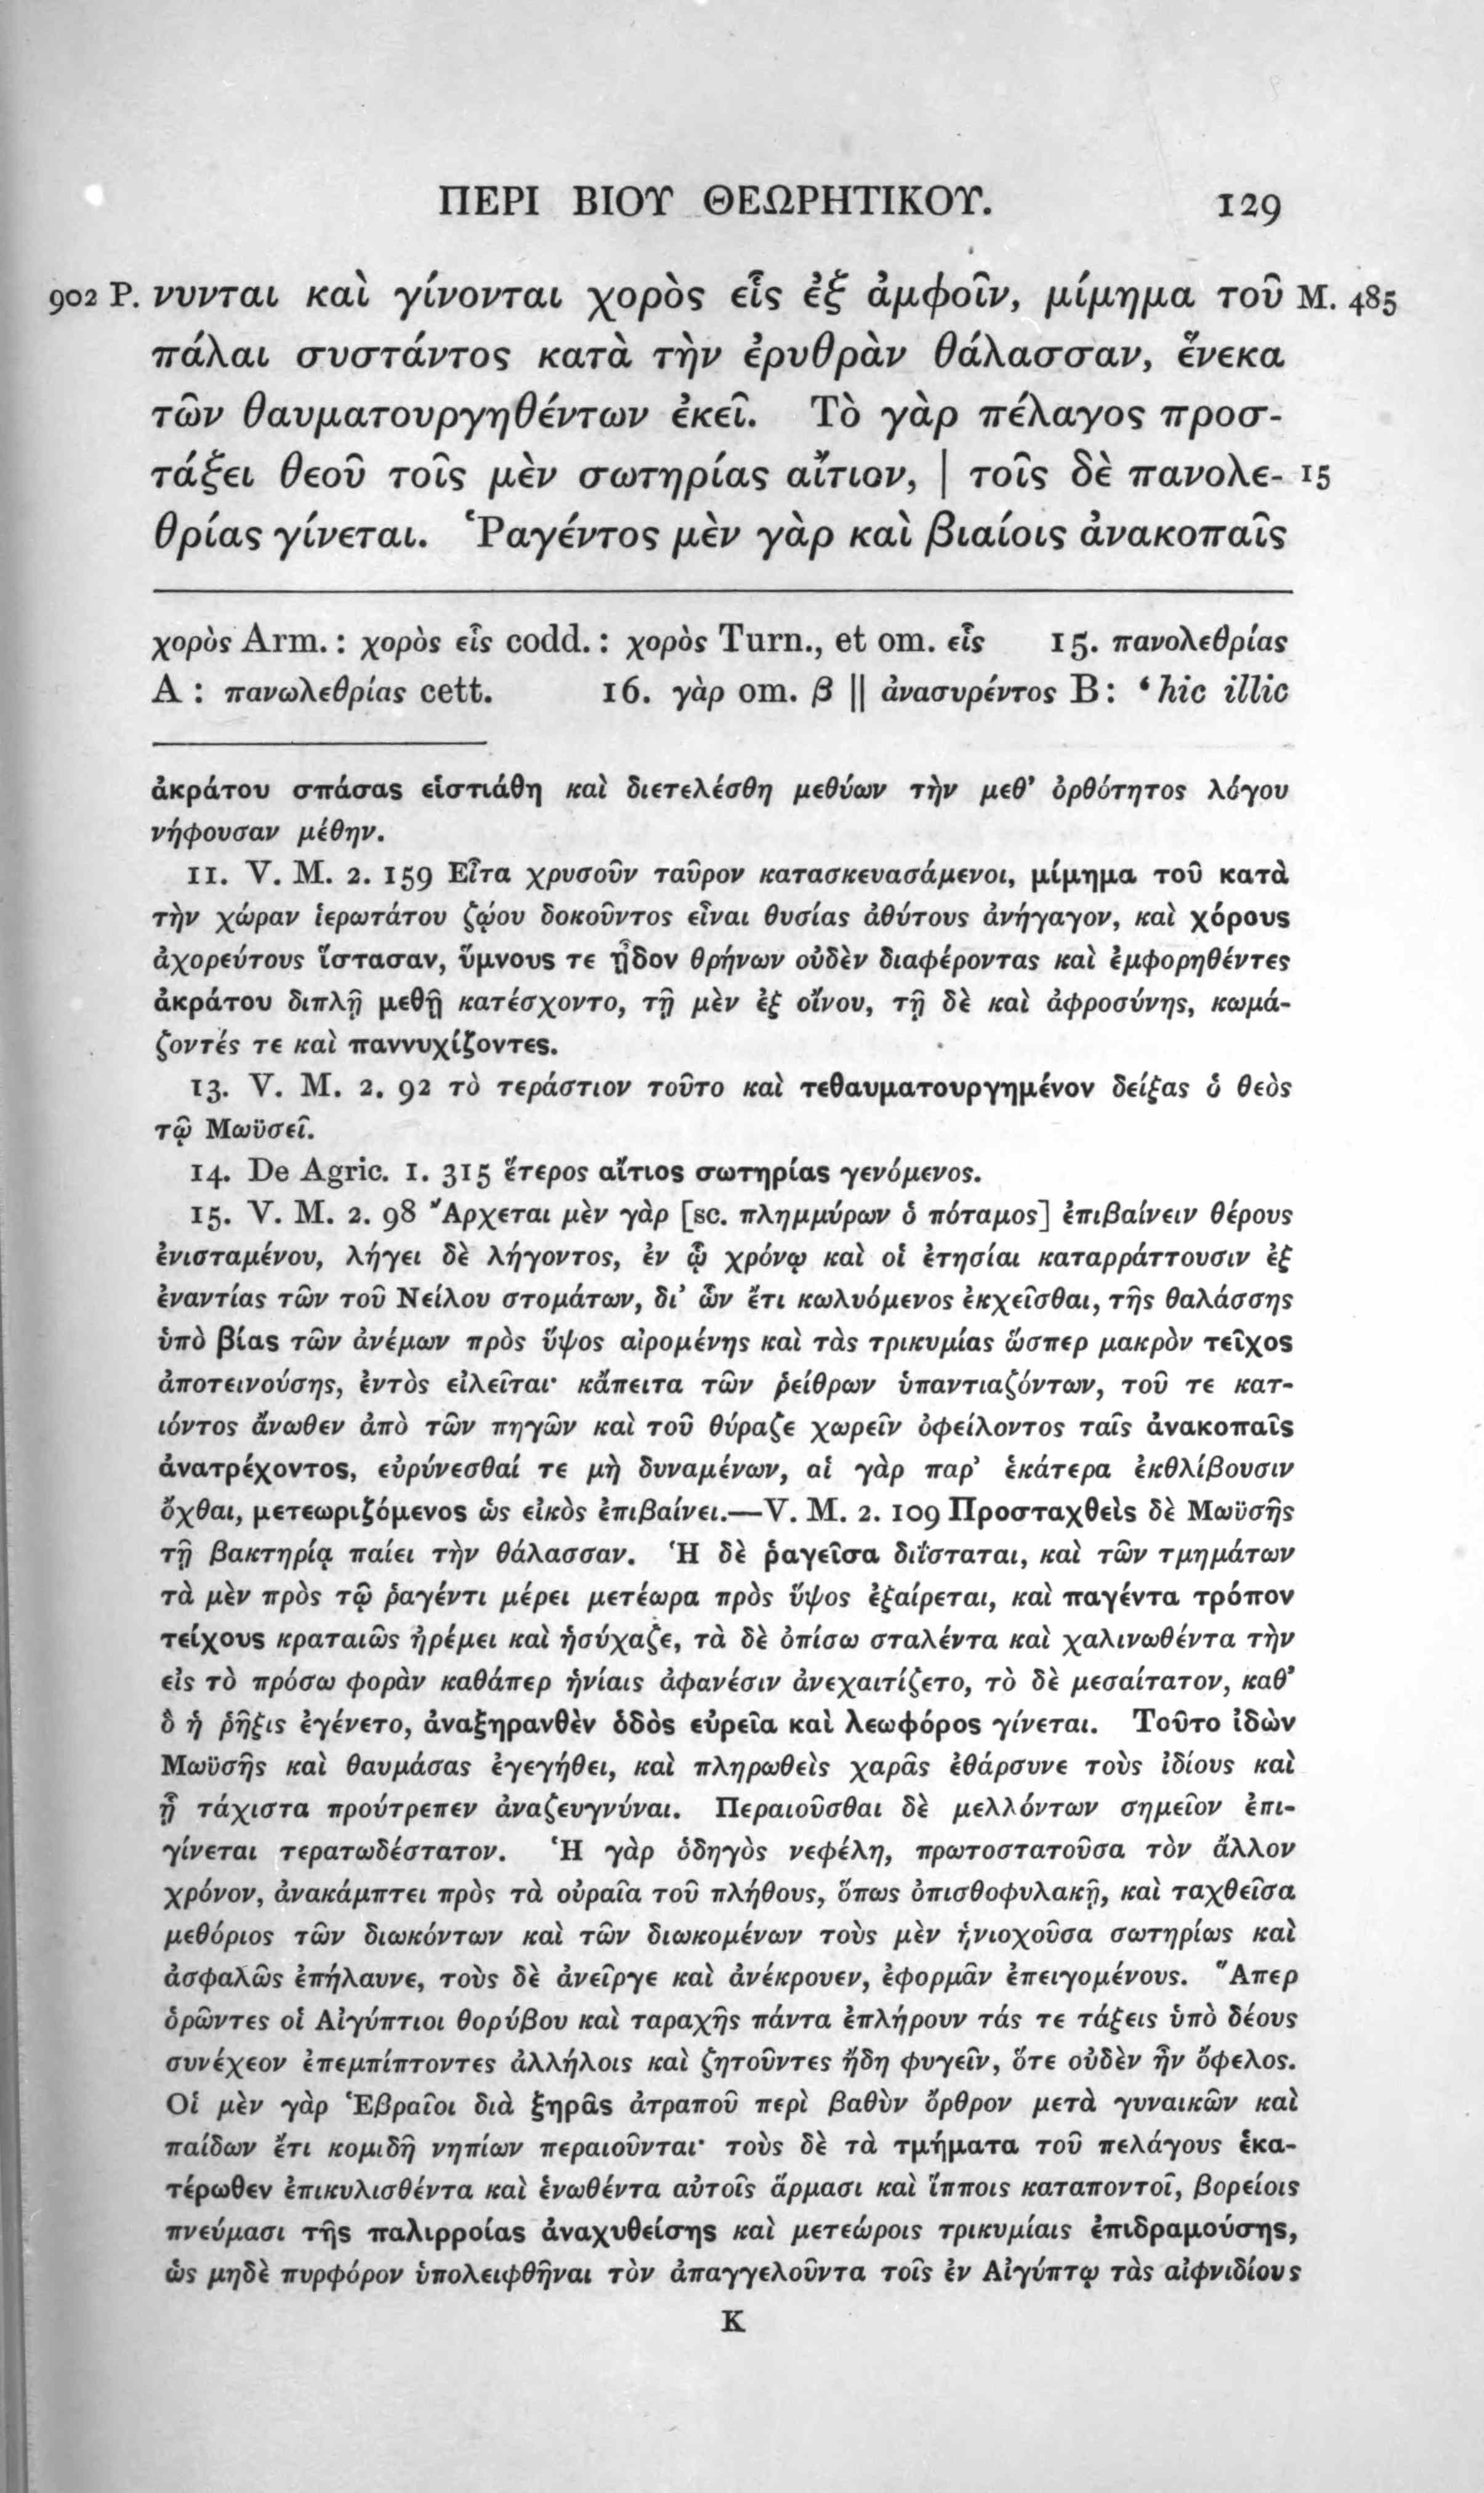 ΠΕΡΙ ΒΙΟΥ ΘΕΩΡΗΤΙΚΟΥ. 129
902 P. νυνται καὶ γίνονται χορὸς εἷς ἐξ ἀμφοῖν, μίμημα τοῦ M. 485
πάλαι συστάντος κατὰ τὴν ἐρυθρὰν θάλασσαν, ἕνεκα
τῶν θαυματουργηθέντων ἐκεῖ. Τὸ γὰρ πέλαγος προσ-
τάξει θεοῦ τοῖς μὲν σωτηρίας αἴτιον, | τοῖς δὲ πανολε- 15
θρίας γίνεται. Ῥαγέντος μὲν γὰρ καὶ βιαίοις ἀνακοπαῖς
χορὸς Arm. : χορὸς εἷς codd. : χορὸς Turn., et om. εἷς 15. πανολεθρίας
A : πανωλεθρίας cett. 16. γὰρ om. β || ἀνασυρέντος B : ‘hic illic
ἀκράτου σπάσας εἱστιάθη καὶ διετελέσθη μεθύων τὴν μεθ’ ὀρθότητος λόγου
νήφουσαν μέθην.
11. V. M. 2. 159 Εἶτα χρυσοῦν ταῦρον κατασκευασάμενοι, μίμημα τοῦ κατὰ
τὴν χώραν ἱερωτάτου ζῴου δοκοῦντος εἶναι θυσίας ἀθύτους ἀνήγαγον, καὶ χόρους
ἀχορεύτους ἵστασαν, ὕμνους τε ᾖδον θρήνων οὐδὲν διαφέροντας καὶ ἐμφορηθέντες
ἀκράτου διπλῇ μεθῇ κατέσχοντο, τῇ μὲν ἐξ οἴνου, τῇ δὲ καὶ ἀφροσύνης, κωμά-
ζοντές τε καὶ παννυχίζοντες.
13. V. M. 2. 92 τὸ τεράστιον τοῦτο καὶ τεθαυματουργημένον δείξας ὁ θεὸς
τῷ Μωϋσεῖ.
14. De Agric. 1. 315 ἕτερος αἴτιος σωτηρίας γενόμενος.
15. V. M. 2. 98 Ἄρχεται μὲν γὰρ [sc. πλημμύρων ὁ πόταμος] ἐπιβαίνειν θέρους
ἐνισταμένου, λήγει δὲ λήγοντος, ἐν ᾧ χρόνῳ καὶ οἱ ἐτησίαι καταρράττουσιν ἐξ
ἐναντίας τῶν τοῦ Νείλου στομάτων, δι’ ὧν ἔτι κωλυόμενος ἐκχεῖσθαι, τῆς θαλάσσης
ὑπὸ βίας τῶν ἀνέμων πρὸς ὕψος αἰρομένης καὶ τὰς τρικυμίας ὥσπερ μακρὸν τεῖχος
ἀποτεινούσης, ἐντὸς εἰλεῖται· κἄπειτα τῶν ῥείθρων ὑπαντιαζόντων, τοῦ τε κατ-
ιόντος ἄνωθεν ἀπὸ τῶν πηγῶν καὶ τοῦ θύραζε χωρεῖν ὀφείλοντος ταῖς ἀνακοπαῖς
ἀνατρέχοντος, εὐρύνεσθαί τε μὴ δυναμένων, αἱ γὰρ παρ’ ἑκάτερα ἐκθλίβουσιν
ὄχθαι, μετεωριζόμενος ὡς εἰκὸς ἐπιβαίνει.—V. M. 2. 109 Προσταχθεὶς δὲ Μωϋσῆς
τῇ βακτηρίᾳ παίει τὴν θάλασσαν. Ἡ δὲ ῥαγεῖσα διΐσταται, καὶ τῶν τμημάτων
τὰ μὲν πρὸς τῷ ῥαγέντι μέρει μετέωρα πρὸς ὕψος ἐξαίρεται, καὶ παγέντα τρόπον
τείχους κραταιῶς ἠρέμει καὶ ἡσύχαζε, τὰ δὲ ὀπίσω σταλέντα καὶ χαλινωθέντα τὴν
εἰς τὸ πρόσω φορὰν καθάπερ ἡνίαις ἀφανέσιν ἀνεχαιτίζετο, τὸ δὲ μεσαίτατον, καθ’
ὃ ἡ ῥῆξις ἐγένετο, ἀναξηρανθὲν ὁδὸς εὐρεῖα καὶ λεωφόρος γίνεται. Τοῦτο ἰδὼν
Μωϋσῆς καὶ θαυμάσας ἐγεγήθει, καὶ πληρωθεὶς χαρᾶς ἐθάρσυνε τοὺς ἰδίους καὶ
ᾗ τάχιστα προύτρεπεν ἀναζευγνύναι. Περαιοῦσθαι δὲ μελλόντων σημεῖον ἐπι-
γίνεται τερατωδέστατον. Ἡ γὰρ ὁδηγὸς νεφέλη, πρωτοστατοῦσα τὸν ἄλλον
χρόνον, ἀνακάμπτει πρὸς τὰ οὐραῖα τοῦ πλήθους, ὅπως ὀπισθοφυλακῇ, καὶ ταχθεῖσα
μεθόριος τῶν διωκόντων καὶ τῶν διωκομένων τοὺς μὲν ἡνιοχοῦσα σωτηρίως καὶ
ἀσφαλῶς ἐπήλαυνε, τοὺς δὲ ἀνεῖργε καὶ ἀνέκρουεν, ἐφορμᾶν ἐπειγομένους. Ἅπερ
ὁρῶντες οἱ Αἰγύπτιοι θορύβου καὶ ταραχῆς πάντα ἐπλήρουν τάς τε τάξεις ὑπὸ δέους
συνέχεον ἐπεμπίπτοντες ἀλλήλοις καὶ ζητοῦντες ἤδη φυγεῖν, ὅτε οὐδὲν ἦν ὄφελος.
Οἱ μὲν γὰρ Ἑβραῖοι διὰ ξηρᾶς ἀτραποῦ περὶ βαθὺν ὄρθρον μετὰ γυναικῶν καὶ
παίδων ἔτι κομιδῆ νηπίων περαιοῦνται· τοὺς δὲ τὰ τμήματα τοῦ πελάγους ἑκα-
τέρωθεν ἐπικυλισθέντα καὶ ἑνωθέντα αὐτοῖς ἅρμασι καὶ ἵπποις καταποντοῖ, βορείοις
πνεύμασι τῆς παλιρροίας ἀναχυθείσης καὶ μετεώροις τρικυμίαις ἐπιδραμούσης,
ὡς μηδὲ πυρφόρον ὑπολειφθῆναι τὸν ἀπαγγελοῦντα τοῖς ἐν Αἰγύπτῳ τὰς αἰφνιδίους
K